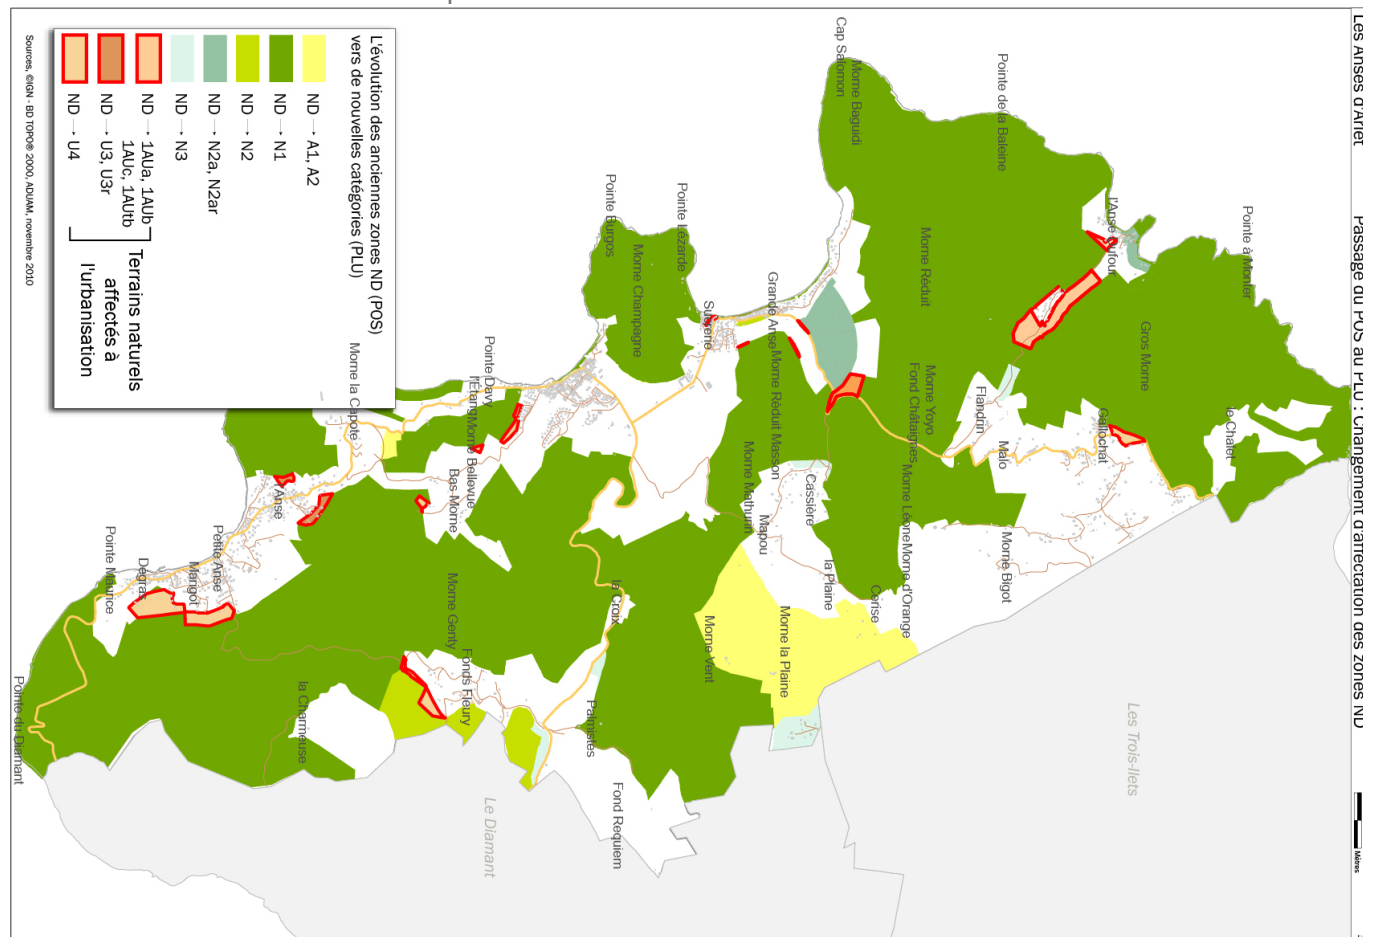 Les Anses d'Arlet
Passage du POS au PLU : Changement d'affectation des zones ND
Mètres
L'évolution des anciennes zones ND (POS)
vers de nouvelles catégories (PLU)
ND → A1, A2
ND → N1
ND → N2
ND → N2a, N2ar
ND → N3
ND → 1AUa, 1AUb
1AUc, 1AUtb
ND → U3, U3r
ND → U4
Terrains naturels
affectés à
l'urbanisation
Sources, ©IGN - BD TOPO® 2000, ADUAM, novembre 2010
Pointe à Monter
le Chalet
Gros Morne
l'Anse Dufour
Gallochat
Pointe de la Baleine
Flandrin
Malo
Morne Bigot
Morne Réduit
Morne Yoyo
Fond Châtaignes
Morne Léone
Morne d'Orange
Cerise
Cap Salomon
Morne Baguidi
la Plaine
Cassière
Grande Anse
Morne Réduit Masson
Morne Mathurin
Mapou
Morne la Plaine
Morne Vent
Sucrerie
Pointe Lézarde
Morne Champagne
Pointe Burgos
la Croix
Palmistes
Fond Requiem
Pointe Davy
l'Étang
Morne Bellevue
Bas Morne
Morne Genty
Fonds Fleury
Morne la Capote
l'Anse
la Charmeuse
Petite Anse
Mangot
Degras
Pointe Maurice
Pointe du Diamant
Les Trois-Ilets
Le Diamant